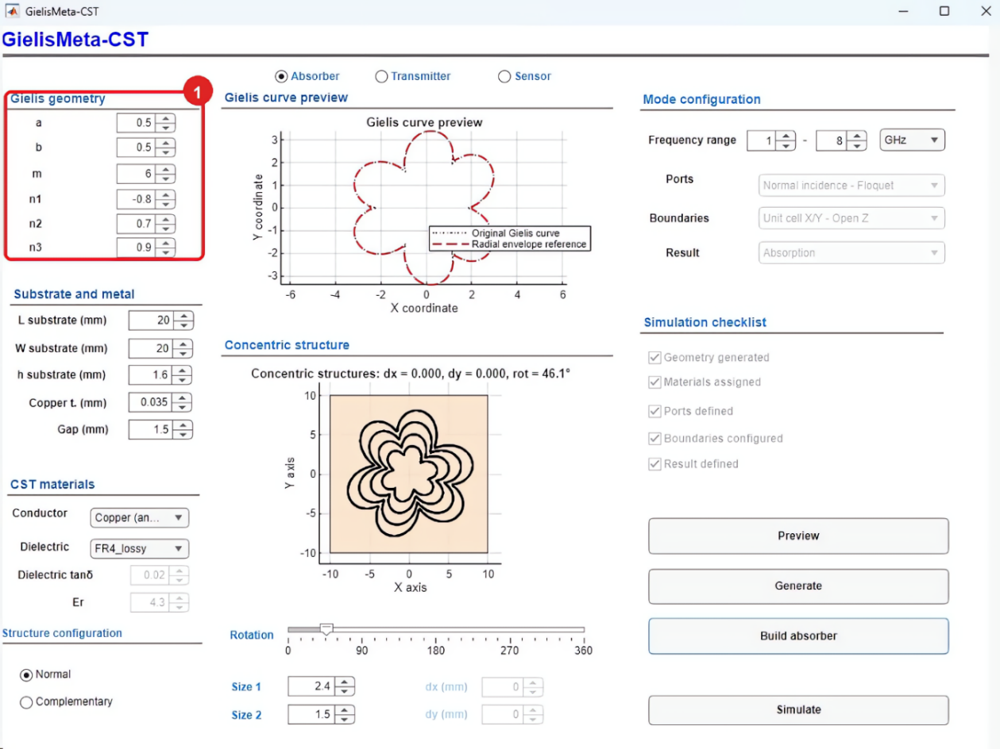 GielisMeta-CST
GielisMeta-CST
Absorber Transmitter Sensor
Gielis geometry
1
a 0.5
b 0.5
m 6
n1 -0.8
n2 0.7
n3 0.9
Substrate and metal
L substrate (mm) 20
W substrate (mm) 20
h substrate (mm) 1.6
Copper t. (mm) 0.035
Gap (mm) 1.5
CST materials
Conductor Copper (an...
Dielectric FR4_lossy
Dielectric tanδ 0.02
Er 4.3
Structure configuration
Normal
Complementary
Gielis curve preview
Gielis curve preview
3
2
1
0
-1
-2
-3
Y coordinate
Original Gielis curve
Radial envelope reference
-6 -4 -2 0 2 4 6
X coordinate
Concentric structure
Concentric structures: dx = 0.000, dy = 0.000, rot = 46.1°
10
5
0
-5
-10
Y axis
-10 -5 0 5 10
X axis
Rotation
0 90 180 270 360
Size 1 2.4 dx (mm) 0
Size 2 1.5 dy (mm) 0
Mode configuration
Frequency range 1 - 8 GHz
Ports Normal incidence - Floquet
Boundaries Unit cell X/Y - Open Z
Result Absorption
Simulation checklist
Geometry generated
Materials assigned
Ports defined
Boundaries configured
Result defined
Preview
Generate
Build absorber
Simulate